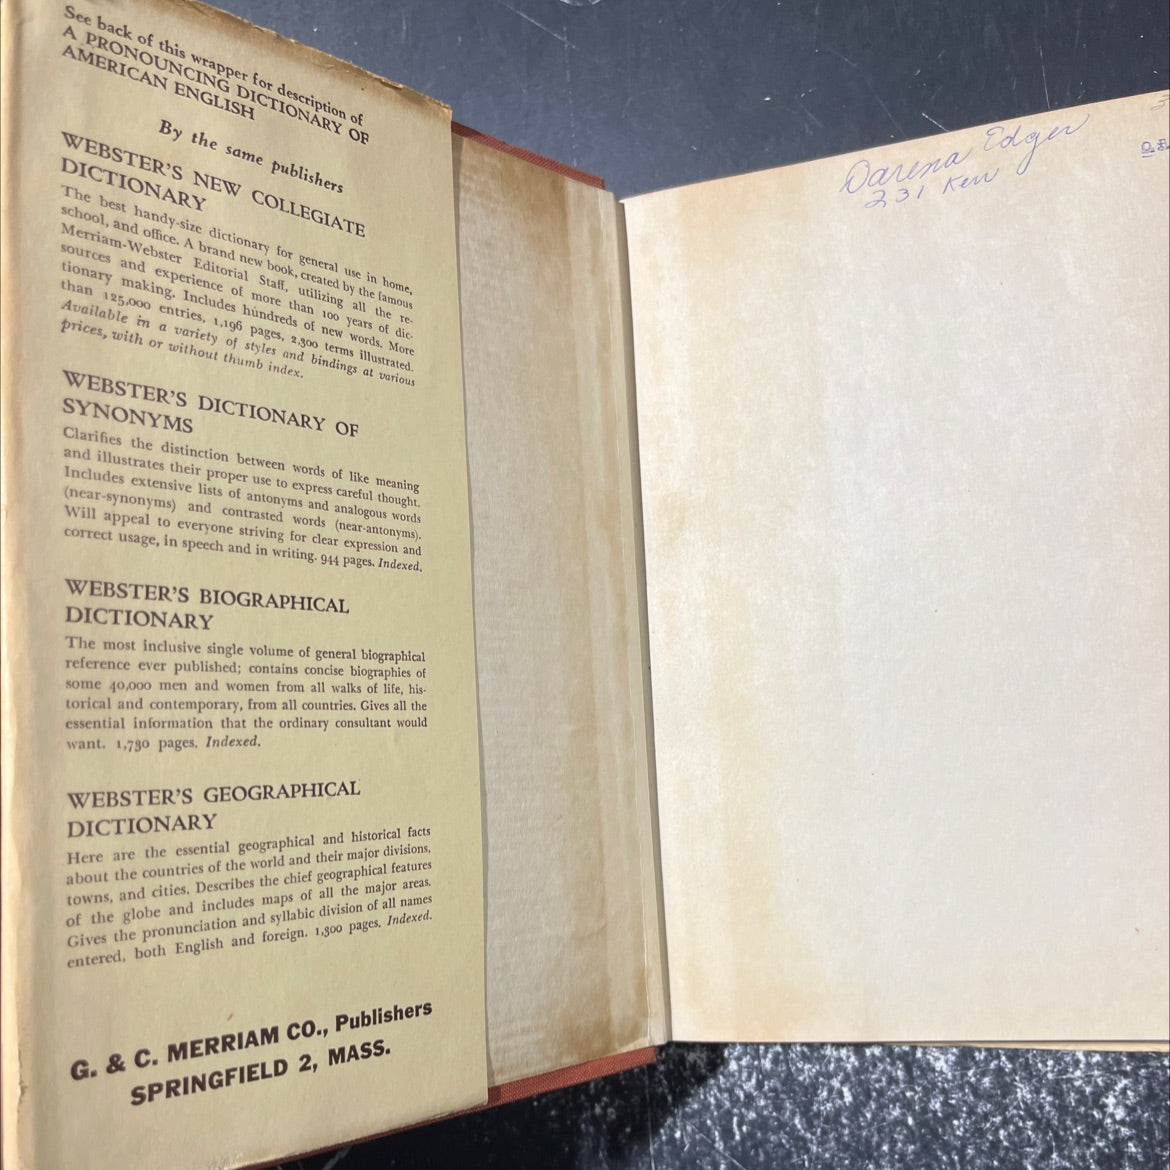 See back of this wrapper for description of
A PRONOUNCING DICTIONARY OF
AMERICAN ENGLISH
By the same publishers
WEBSTER'S NEW COLLEGIATE
DICTIONARY
The best handy-size dictionary for general use in home,
school, and office. A brand new book, created by the famous
Merriam-Webster Editorial Staff, utilizing all the re-
sources and experience of more than 100 years of dic-
tionary making. Includes hundreds of new words. More
than 125,000 entries, 1,196 pages, 2,300 terms illustrated.
Available in a variety of styles and bindings at various
prices, with or without thumb index.
WEBSTER'S DICTIONARY OF
SYNONYMS
Clarifies the distinction between words of like meaning
and illustrates their proper use to express careful thought.
Includes extensive lists of antonyms and analogous words
(near-synonyms) and contrasted words (near-antonyms).
Will appeal to everyone striving for clear expression and
correct usage, in speech and in writing. 944 pages. Indexed.
WEBSTER'S BIOGRAPHICAL
DICTIONARY
The most inclusive single volume of general biographical
reference ever published; contains concise biographies of
some 40,000 men and women from all walks of life, his-
torical and contemporary, from all countries. Gives all the
essential information that the ordinary consultant would
want. 1,730 pages. Indexed.
WEBSTER'S GEOGRAPHICAL
DICTIONARY
Here are the essential geographical and historical facts
about the countries of the world and their major divisions,
towns, and cities. Describes the chief geographical features
of the globe and includes maps of all the major areas.
Gives the pronunciation and syllabic division of all names
entered, both English and foreign. 1,300 pages. Indexed.
G. & C. MERRIAM CO., Publishers
SPRINGFIELD 2, MASS.
Darena Edger
231 Kerr